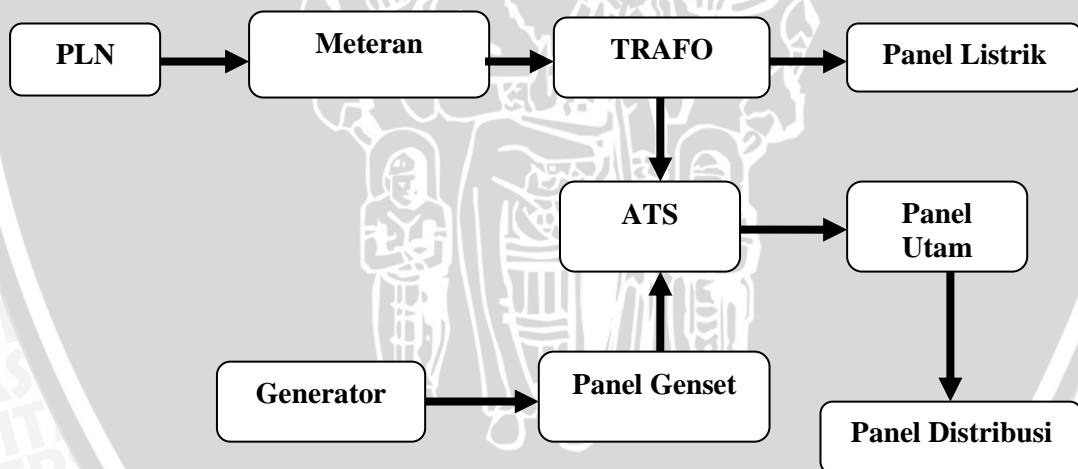 PLN
Meteran
TRAFO
Panel Listrik
ATS
Panel
Utam
Generator
Panel Genset
Panel Distribusi